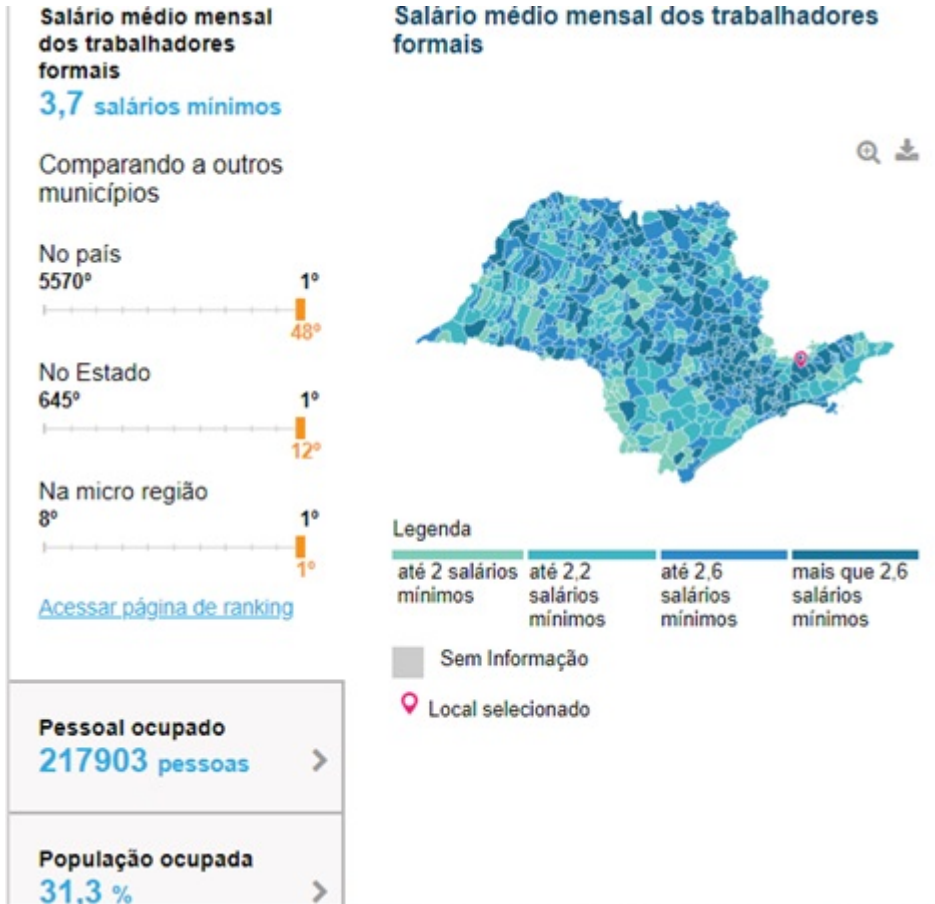 Salário médio mensal
dos trabalhadores
formais
3,7 salários mínimos
Comparando a outros
municípios
No país
5570º 1º
48º
No Estado
645º 1º
12º
Na micro região
8º 1º
1º
Acessar página de ranking
Pessoal ocupado
217903 pessoas
População ocupada
31,3 %
Salário médio mensal dos trabalhadores
formais
Legenda
até 2 salários
mínimos
até 2,2
salários
mínimos
até 2,6
salários
mínimos
mais que 2,6
salários
mínimos
Sem Informação
Local selecionado